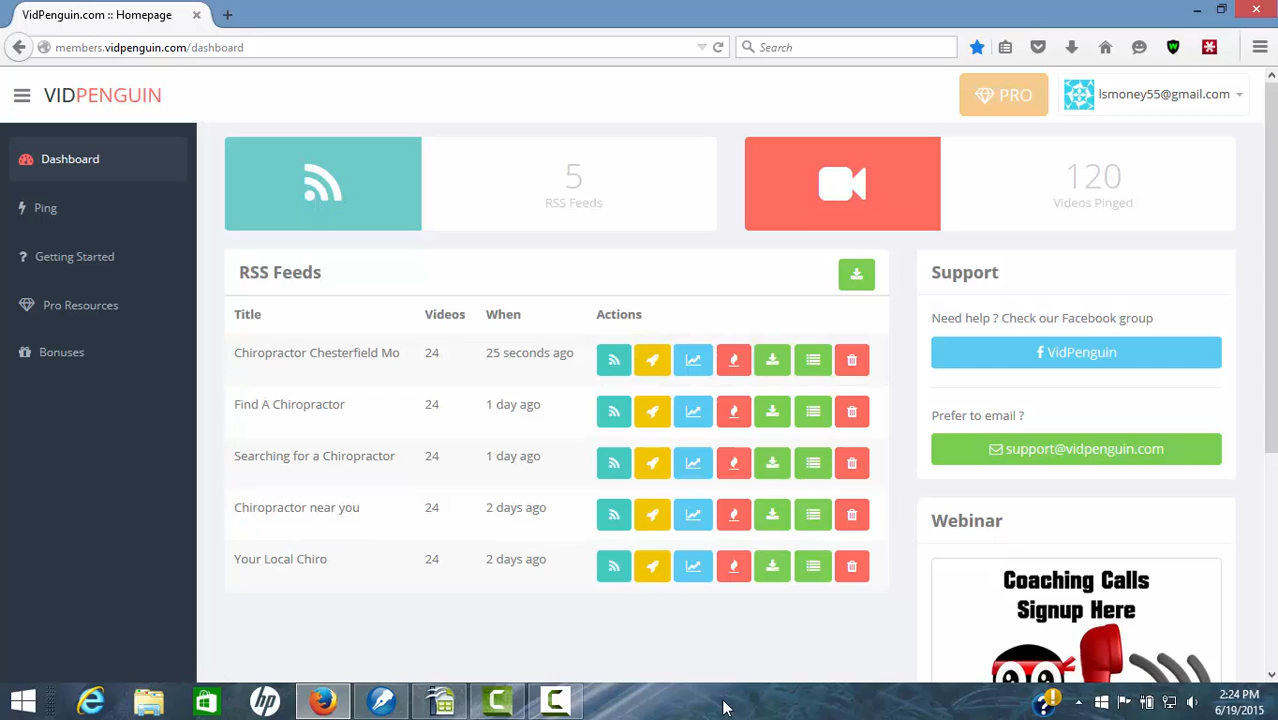 VidPenguin.com :: Homepage
members.vidpenguin.com/dashboard
Search
VIDPENGUIN
PRO
lsmoney55@gmail.com
Dashboard
Ping
Getting Started
Pro Resources
Bonuses
5
RSS Feeds
120
Videos Pinged
RSS Feeds
Title Videos When Actions
Chiropractor Chesterfield Mo 24 25 seconds ago
Find A Chiropractor 24 1 day ago
Searching for a Chiropractor 24 1 day ago
Chiropractor near you 24 2 days ago
Your Local Chiro 24 2 days ago
Support
Need help ? Check our Facebook group
VidPenguin
Prefer to email ?
support@vidpenguin.com
Webinar
Coaching Calls
Signup Here
2:24 PM
6/19/2015